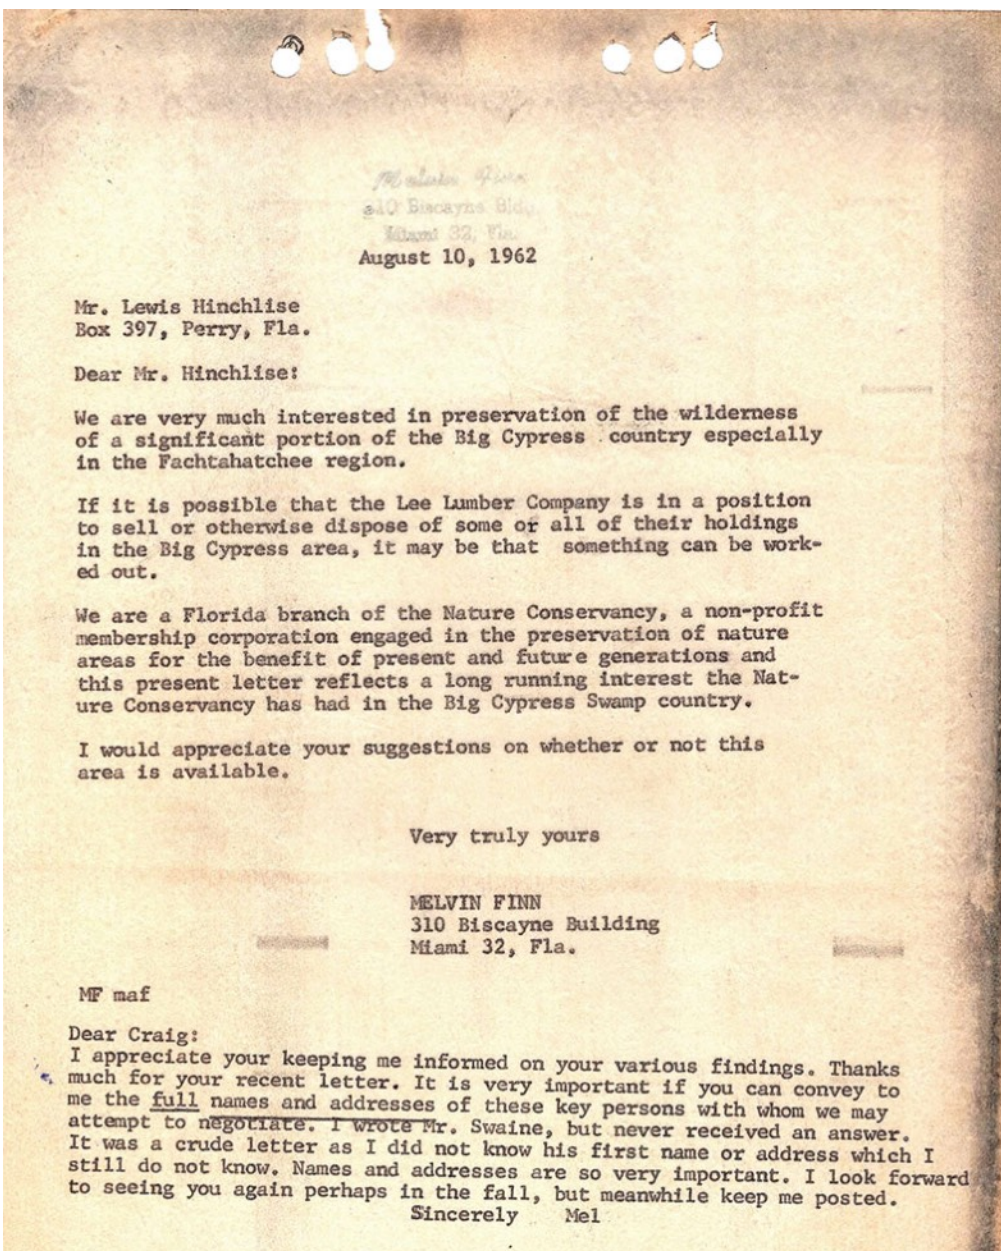 310 Biscayne Bldg.
Miami 32, Fla.
August 10, 1962
Mr. Lewis Hinchlise
Box 397, Perry, Fla.
Dear Mr. Hinchlise:
We are very much interested in preservation of the wilderness
of a significant portion of the Big Cypress country especially
in the Fachtahatchee region.
If it is possible that the Lee Lumber Company is in a position
to sell or otherwise dispose of some or all of their holdings
in the Big Cypress area, it may be that something can be work-
ed out.
We are a Florida branch of the Nature Conservancy, a non-profit
membership corporation engaged in the preservation of nature
areas for the benefit of present and future generations and
this present letter reflects a long running interest the Nat-
ure Conservancy has had in the Big Cypress Swamp country.
I would appreciate your suggestions on whether or not this
area is available.
Very truly yours
MELVIN FINN
310 Biscayne Building
Miami 32, Fla.
MF maf
Dear Craig:
I appreciate your keeping me informed on your various findings. Thanks
much for your recent letter. It is very important if you can convey to
me the full names and addresses of these key persons with whom we may
attempt to negotiate. I wrote Mr. Swaine, but never received an answer.
It was a crude letter as I did not know his first name or address which I
still do not know. Names and addresses are so very important. I look forward
to seeing you again perhaps in the fall, but meanwhile keep me posted.
Sincerely Mel